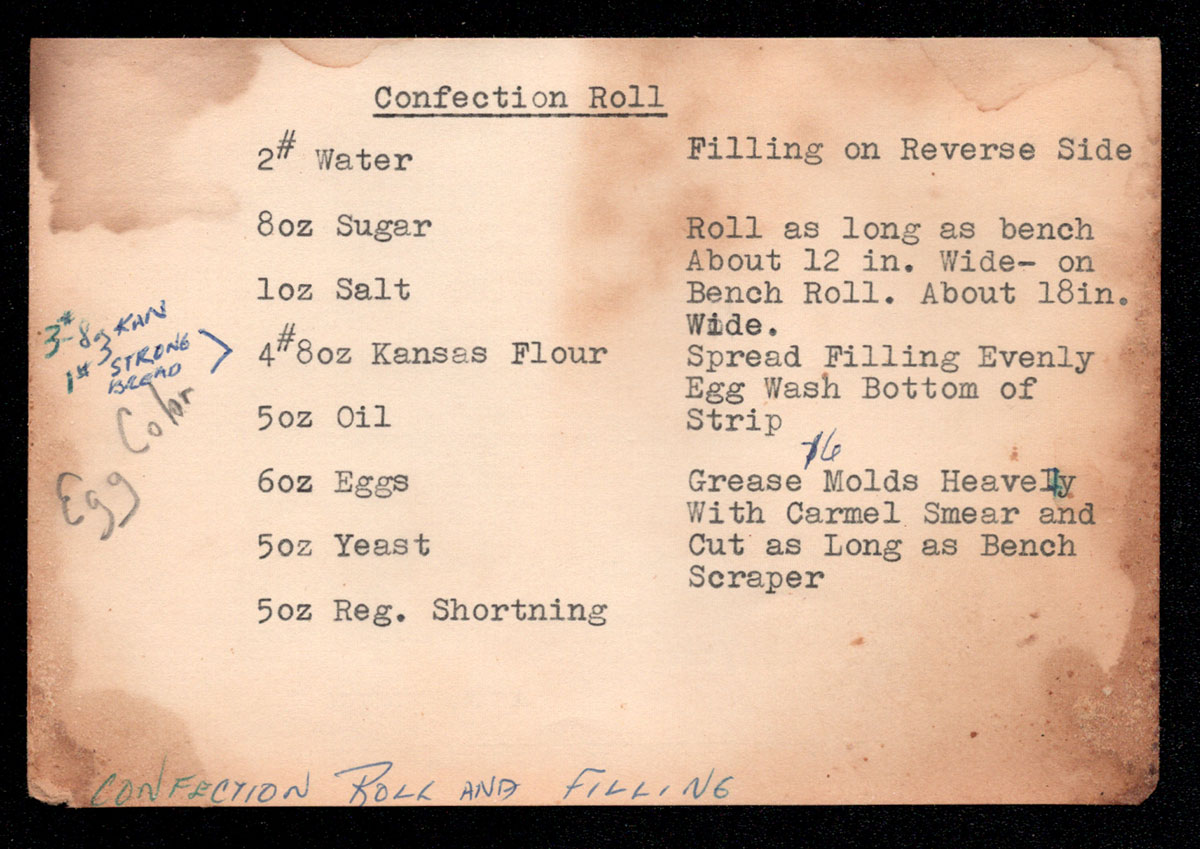 Confection Roll
2# Water
8oz Sugar
1oz Salt
3#-8oz KAN
1# STRONG
BREAD
4#8oz Kansas Flour
Egg Color
5oz Oil
6oz Eggs
5oz Yeast
5oz Reg. Shortning
Filling on Reverse Side
Roll as long as bench
About 12 in. Wide- on
Bench Roll. About 18in.
Wide.
Spread Filling Evenly
Egg Wash Bottom of
Strip
16
Grease Molds Heavely
With Carmel Smear and
Cut as Long as Bench
Scraper
CONFECTION ROLL AND FILLING